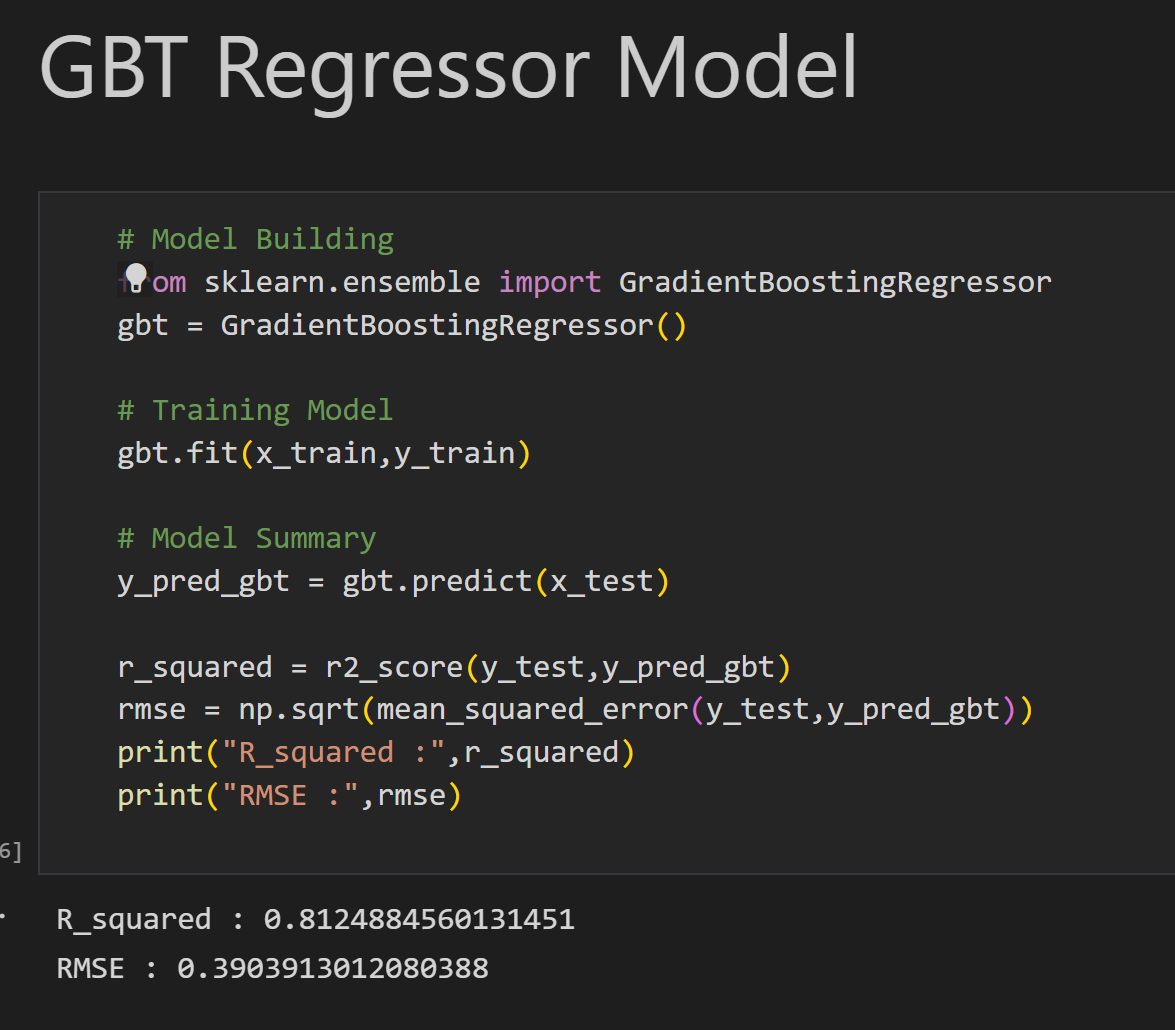 GBT Regressor Model
# Model Building
from sklearn.ensemble import GradientBoostingRegressor
gbt = GradientBoostingRegressor()
# Training Model
gbt.fit(x_train,y_train)
# Model Summary
y_pred_gbt = gbt.predict(x_test)
r_squared = r2_score(y_test,y_pred_gbt)
rmse = np.sqrt(mean_squared_error(y_test,y_pred_gbt))
print("R_squared :",r_squared)
print("RMSE :",rmse)
6]
R_squared : 0.8124884560131451
RMSE : 0.3903913012080388